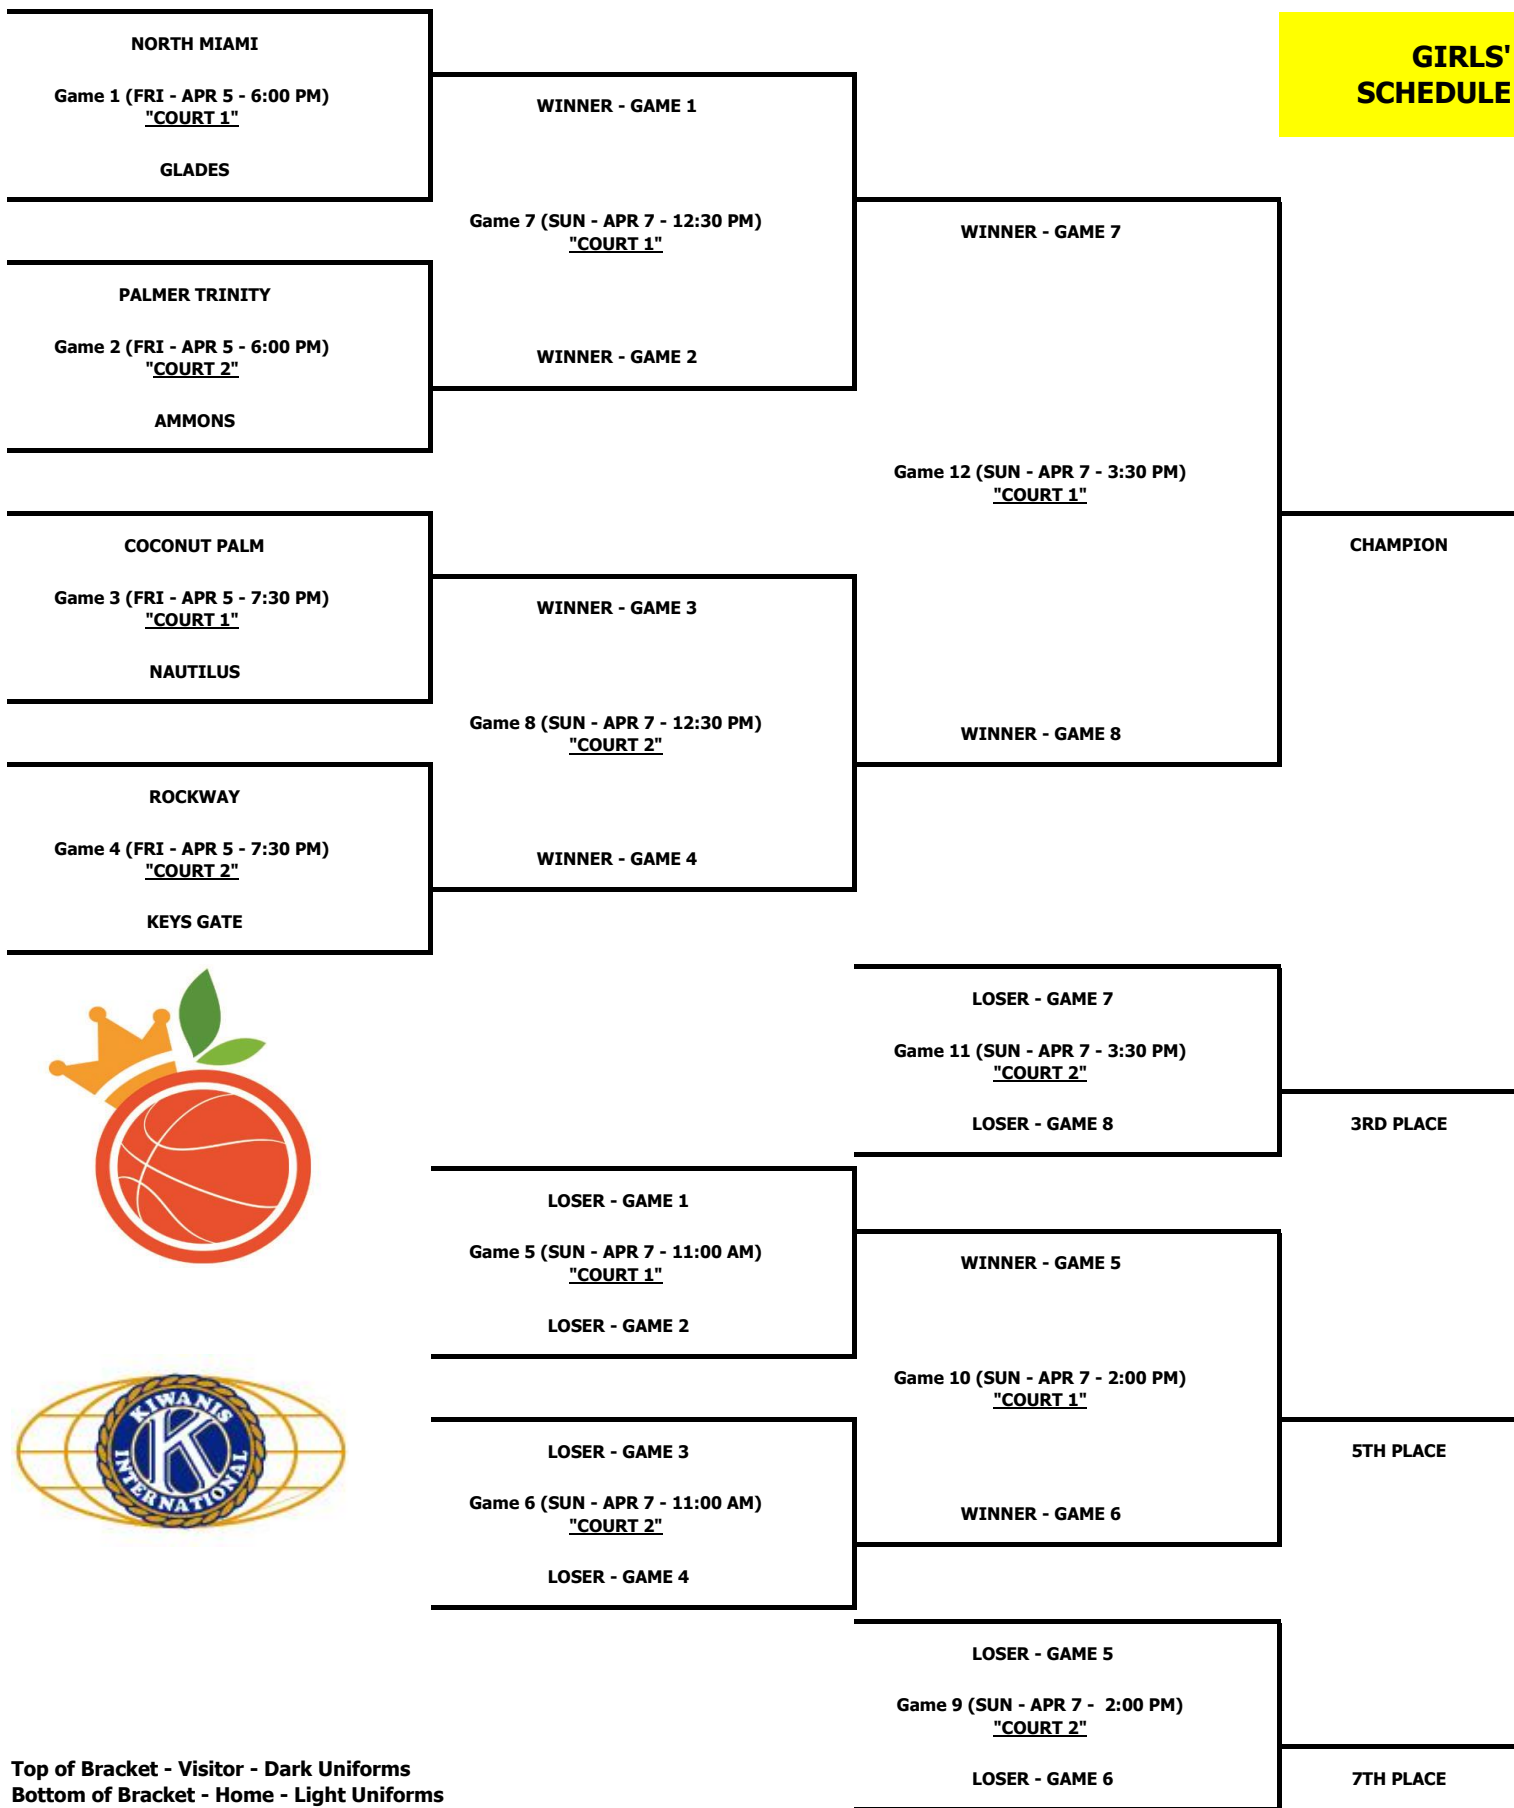 GIRLS'
SCHEDULE
NORTH MIAMI
Game 1 (FRI - APR 5 - 6:00 PM)
"COURT 1"
GLADES
PALMER TRINITY
Game 2 (FRI - APR 5 - 6:00 PM)
"COURT 2"
AMMONS
COCONUT PALM
Game 3 (FRI - APR 5 - 7:30 PM)
"COURT 1"
NAUTILUS
ROCKWAY
Game 4 (FRI - APR 5 - 7:30 PM)
"COURT 2"
KEYS GATE
WINNER - GAME 1
Game 7 (SUN - APR 7 - 12:30 PM)
"COURT 1"
WINNER - GAME 2
WINNER - GAME 3
Game 8 (SUN - APR 7 - 12:30 PM)
"COURT 2"
WINNER - GAME 4
WINNER - GAME 7
Game 12 (SUN - APR 7 - 3:30 PM)
"COURT 1"
WINNER - GAME 8
CHAMPION
LOSER - GAME 7
Game 11 (SUN - APR 7 - 3:30 PM)
"COURT 2"
LOSER - GAME 8
3RD PLACE
LOSER - GAME 1
Game 5 (SUN - APR 7 - 11:00 AM)
"COURT 1"
LOSER - GAME 2
LOSER - GAME 3
Game 6 (SUN - APR 7 - 11:00 AM)
"COURT 2"
LOSER - GAME 4
WINNER - GAME 5
Game 10 (SUN - APR 7 - 2:00 PM)
"COURT 1"
WINNER - GAME 6
5TH PLACE
LOSER - GAME 5
Game 9 (SUN - APR 7 -  2:00 PM)
"COURT 2"
LOSER - GAME 6
7TH PLACE
KIWANIS
K
INTERNATIONAL
Top of Bracket - Visitor - Dark Uniforms
Bottom of Bracket - Home - Light Uniforms